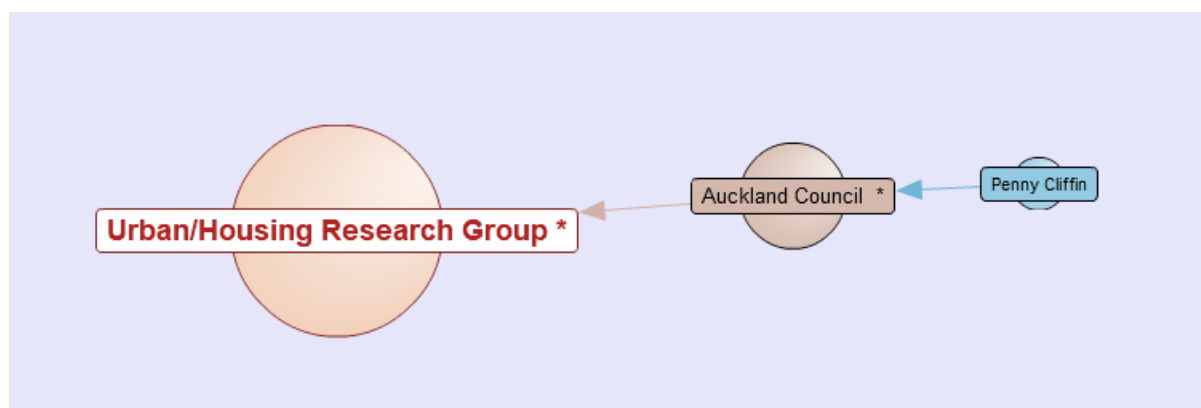 Urban/Housing Research Group *
Auckland Council *
Penny Cliffin